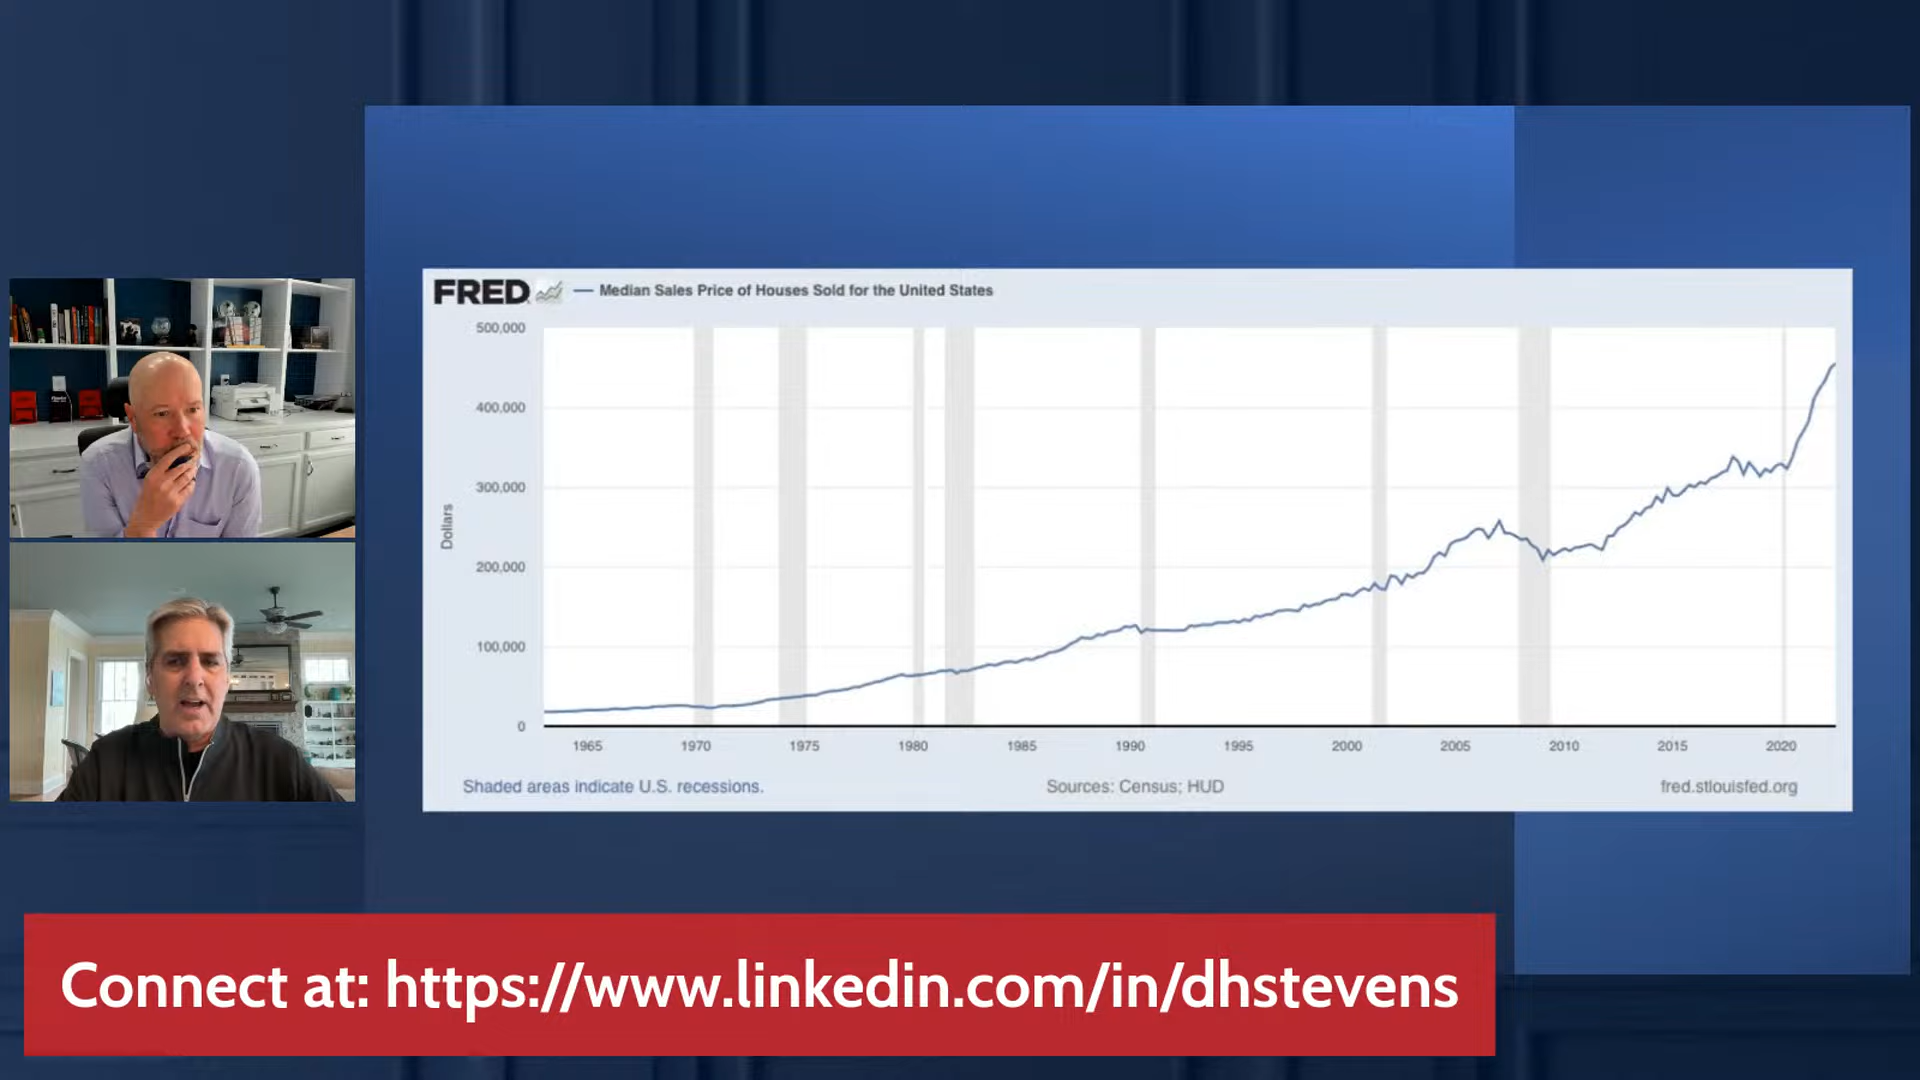 FRED
Median Sales Price of Houses Sold for the United States
500,000
400,000
300,000
200,000
100,000
0
Dollars
1965 1970 1975 1980 1985 1990 1995 2000 2005 2010 2015 2020
Shaded areas indicate U.S. recessions.
Sources: Census; HUD
fred.stlouisfed.org
Connect at: https://www.linkedin.com/in/dhstevens